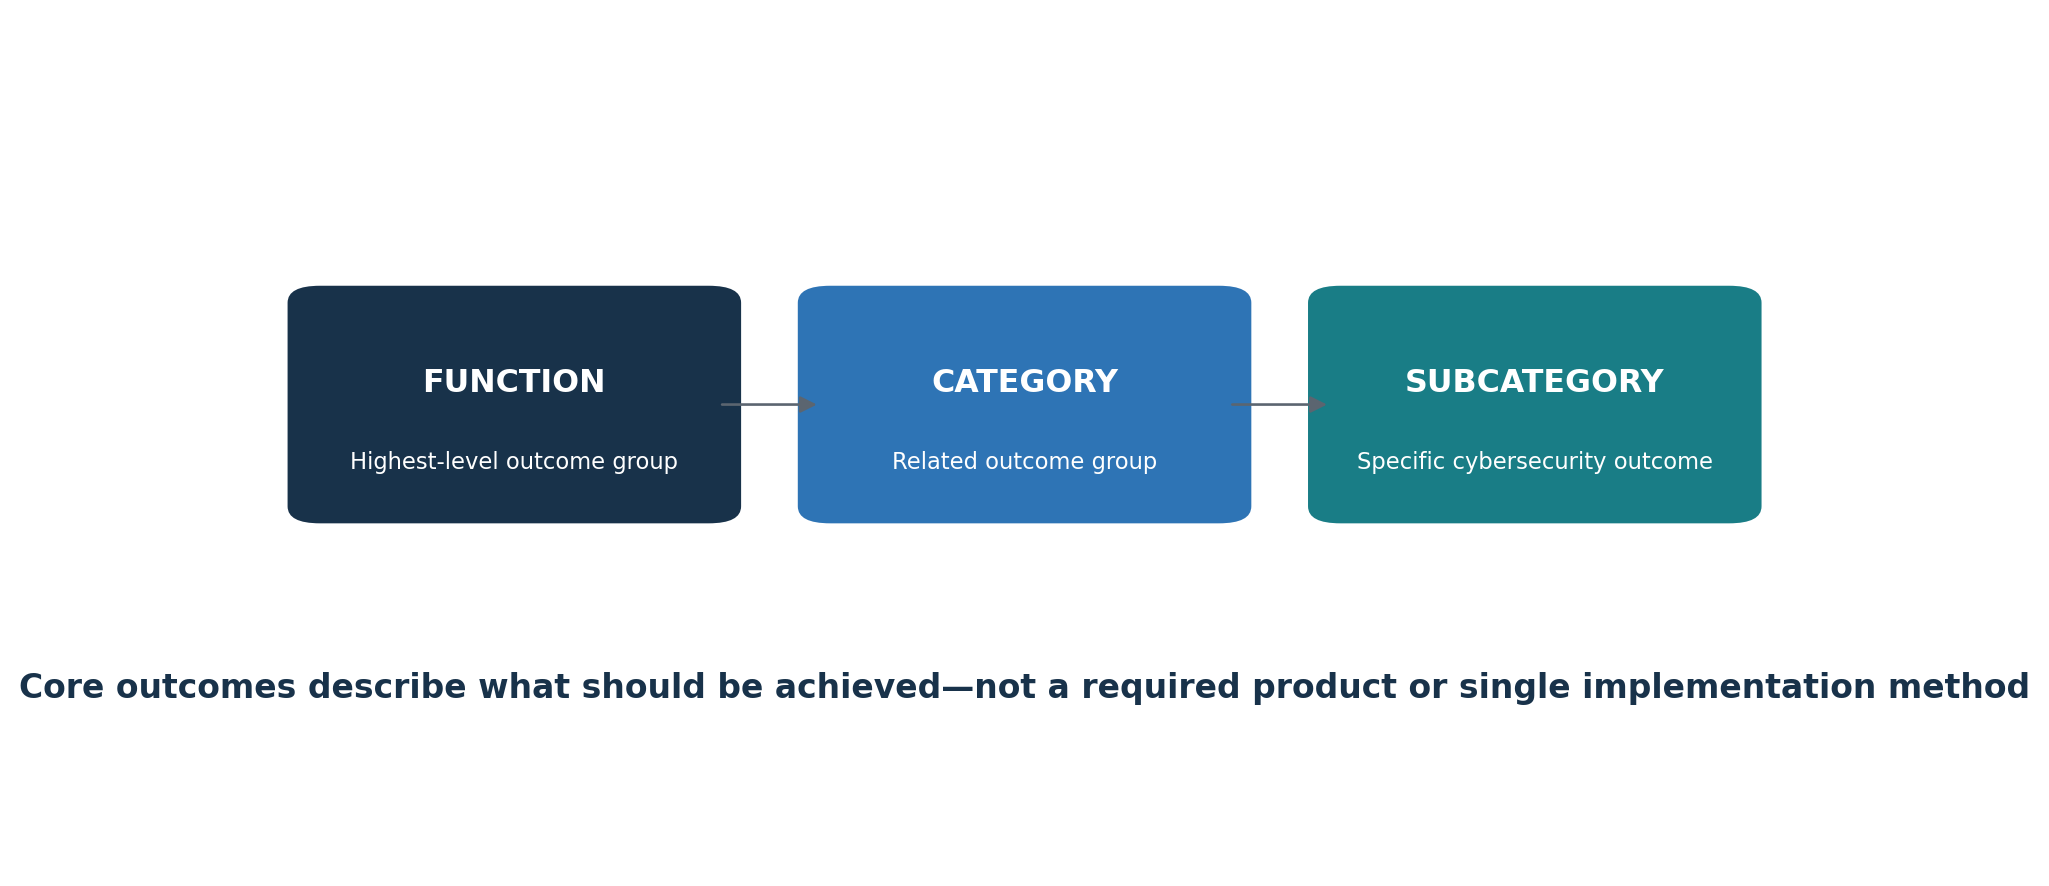 FUNCTION
Highest-level outcome group
CATEGORY
Related outcome group
SUBCATEGORY
Specific cybersecurity outcome
Core outcomes describe what should be achieved—not a required product or single implementation method